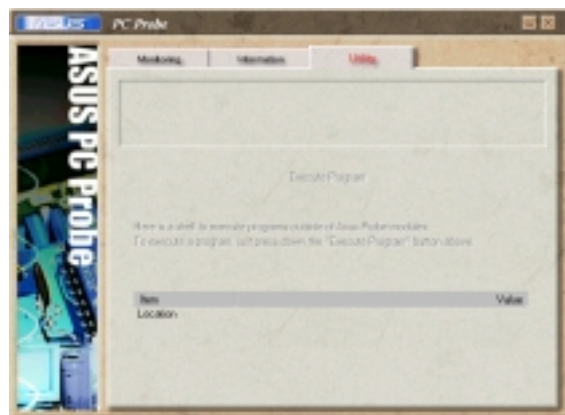 ASUS PC Probe
Monitoring Information Utility
ASUS PC Probe
Execute Program
Here is a shell to execute programs outside of Asus Probe modules.
To execute a program, just press down the "Execute Program" button above.
Item Value
Location